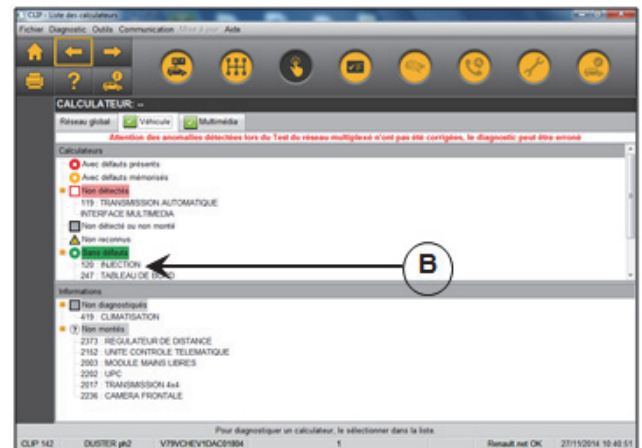 CLIP - Liste des calculateurs
Fichier Diagnostic Outils Communication Mise à jour Aide
CALCULATEUR: --
Réseau global Véhicule Multimédia
Attention des anomalies détectées lors du Test du réseau multiplexé n'ont pas été corrigées, le diagnostic peut être erroné
Calculateurs
Avec défauts présents
Avec défauts mémorisés
Non détectés
119 : TRANSMISSION AUTOMATIQUE
INTERFACE MULTIMEDIA
Non détecté ou non monté
Non reconnus
Sans défauts
120 : INJECTION
247 : TABLEAU DE BORD
B
Informations
Non diagnostiqués
419 : CLIMATISATION
Non montés
2373 : REGULATEUR DE DISTANCE
2152 : UNITE CONTROLE TELEMATIQUE
2003 : MODULE MAINS LIBRES
2202 : UPC
2017 : TRANSMISSION 4x4
2236 : CAMERA FRONTALE
Pour diagnostiquer un calculateur, le sélectionner dans la liste.
CLIP 142 DUSTER ph2 V79VCHEV1DAC01804 1 Renault.net OK 27/11/2014 10:40:51